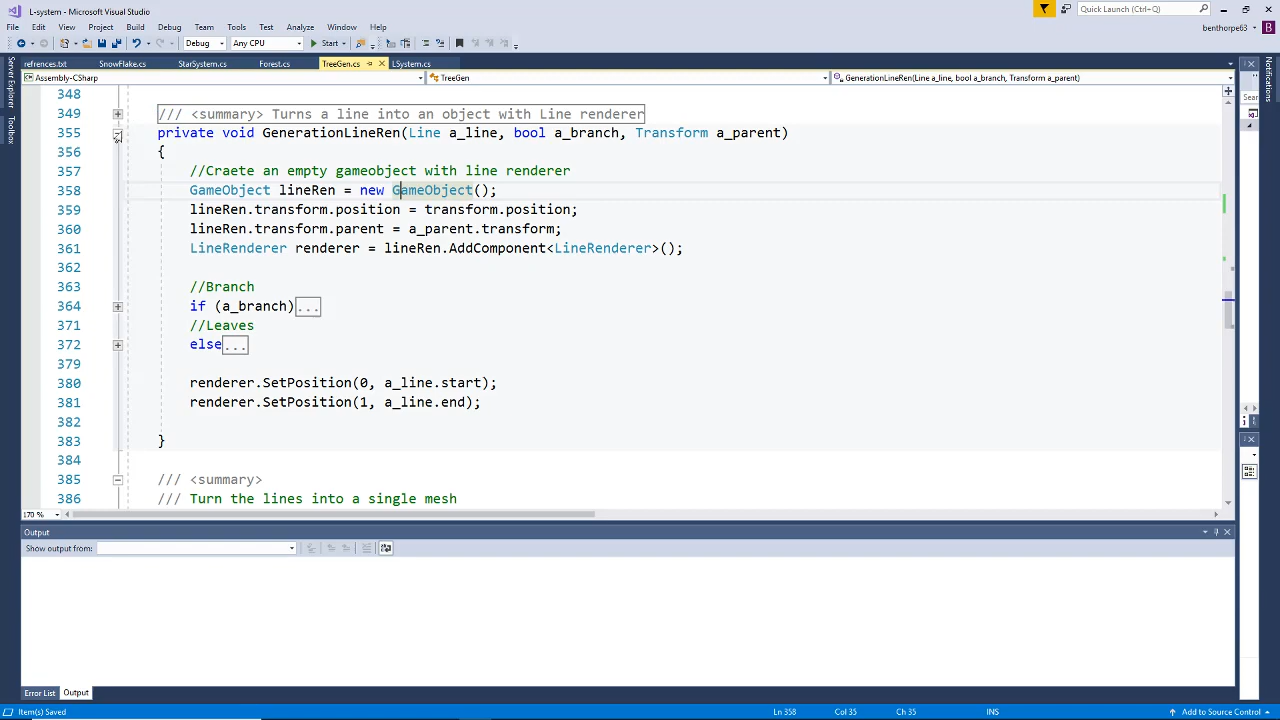 L-system - Microsoft Visual Studio
Quick Launch (Ctrl+Q)
File Edit View Project Build Debug Team Tools Test Analyze Window Help
benthorpe63 B
Debug Any CPU Start
refrences.txt SnowFlake.cs StarSystem.cs Forest.cs TreeGen.cs LSystem.cs
Assembly-CSharp TreeGen GenerationLineRen(Line a_line, bool a_branch, Transform a_parent)
Server Explorer
Toolbox
Notifications
Sear
348
349 /// <summary> Turns a line into an object with Line renderer
355 private void GenerationLineRen(Line a_line, bool a_branch, Transform a_parent)
356 {
357 //Craete an empty gameobject with line renderer
358 GameObject lineRen = new GameObject();
359 lineRen.transform.position = transform.position;
360 lineRen.transform.parent = a_parent.transform;
361 LineRenderer renderer = lineRen.AddComponent<LineRenderer>();
362
363 //Branch
364 if (a_branch)...
371 //Leaves
372 else...
379
380 renderer.SetPosition(0, a_line.start);
381 renderer.SetPosition(1, a_line.end);
382
383 }
384
385 /// <summary>
386 /// Turn the lines into a single mesh
170 %
Output
Show output from:
Error List Output
Item(s) Saved Ln 358 Col 35 Ch 35 INS Add to Source Control